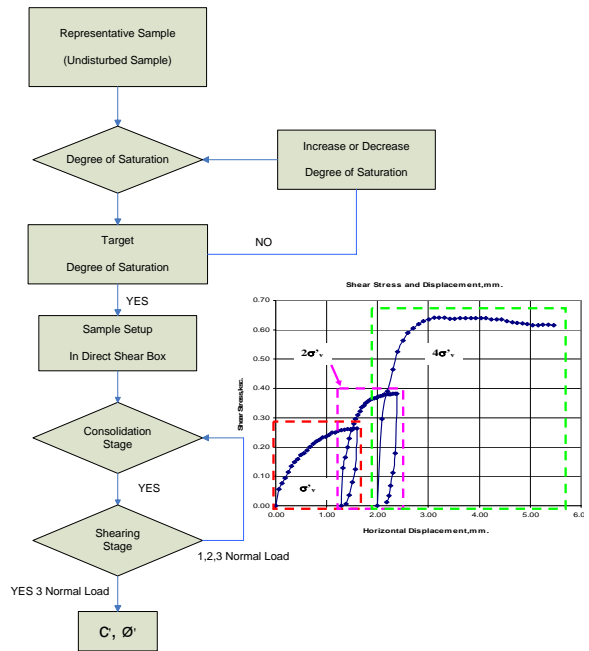 Representative Sample
(Undisturbed Sample)
Degree of Saturation
Increase or Decrease
Degree of Saturation
Target
Degree of Saturation
NO
YES
Sample Setup
In Direct Shear Box
Consolidation
Stage
YES
Shearing
Stage
1,2,3 Normal Load
YES 3 Normal Load
C', Ø'
Shear Stress and Displacement,mm.
Shear Stress,ksc.
0.70
0.60
0.50
0.40
0.30
0.20
0.10
0.00
2σ'v
4σ'v
σ'v
0.00 1.00 2.00 3.00 4.00 5.00 6.0
Horizontal Displacement,mm.